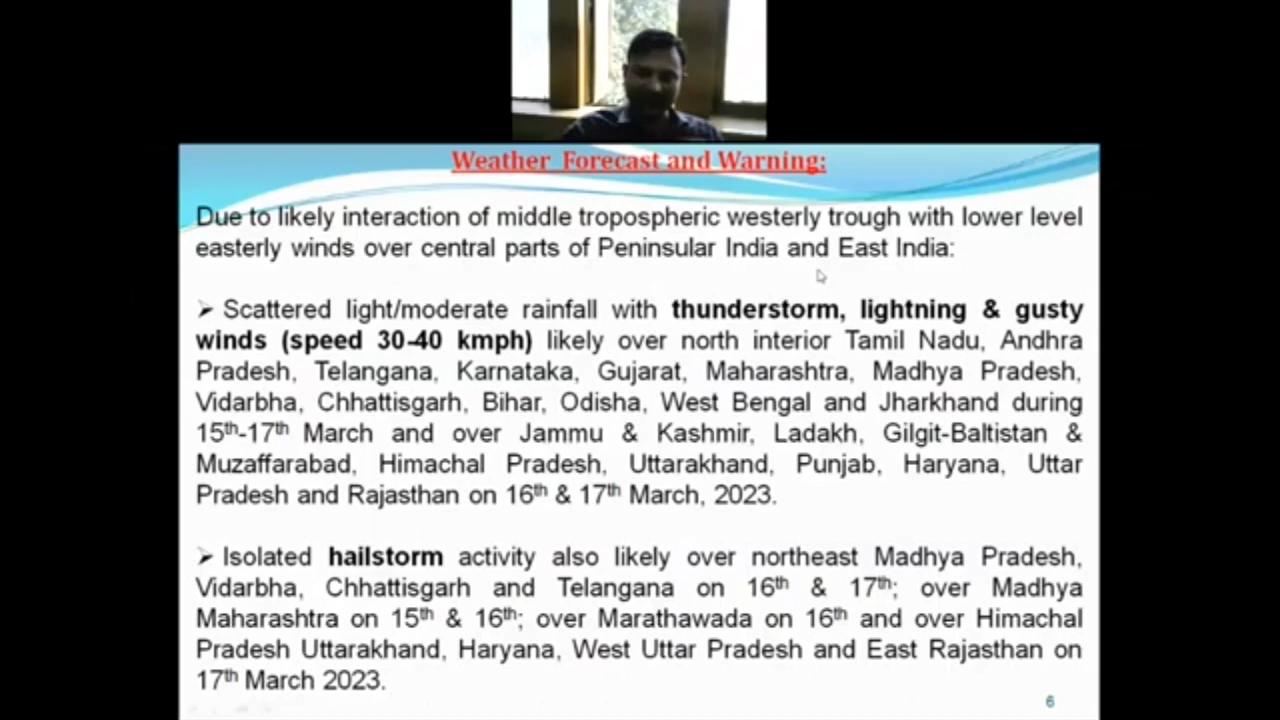 Weather Forecast and Warning:
Due to likely interaction of middle tropospheric westerly trough with lower level
easterly winds over central parts of Peninsular India and East India:
➢ Scattered light/moderate rainfall with thunderstorm, lightning & gusty
winds (speed 30-40 kmph) likely over north interior Tamil Nadu, Andhra
Pradesh, Telangana, Karnataka, Gujarat, Maharashtra, Madhya Pradesh,
Vidarbha, Chhattisgarh, Bihar, Odisha, West Bengal and Jharkhand during
15th-17th March and over Jammu & Kashmir, Ladakh, Gilgit-Baltistan &
Muzaffarabad, Himachal Pradesh, Uttarakhand, Punjab, Haryana, Uttar
Pradesh and Rajasthan on 16th & 17th March, 2023.
➢ Isolated hailstorm activity also likely over northeast Madhya Pradesh,
Vidarbha, Chhattisgarh and Telangana on 16th & 17th; over Madhya
Maharashtra on 15th & 16th; over Marathawada on 16th and over Himachal
Pradesh Uttarakhand, Haryana, West Uttar Pradesh and East Rajasthan on
17th March 2023.
6